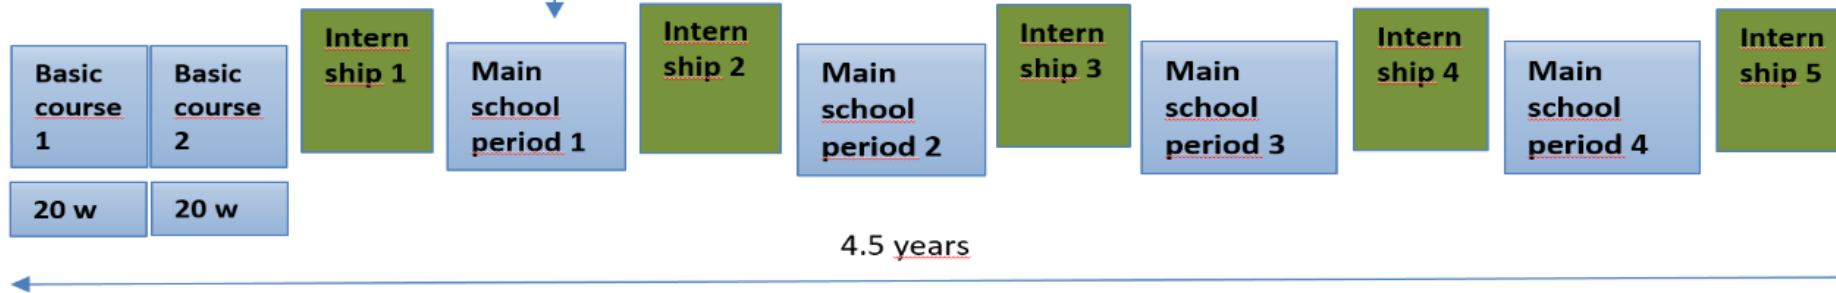 Basic
course
1
Basic
course
2
Intern
ship 1
Main
school
period 1
Intern
ship 2
Main
school
period 2
Intern
ship 3
Main
school
period 3
Intern
ship 4
Main
school
period 4
Intern
ship 5
20 w
20 w
4.5 years